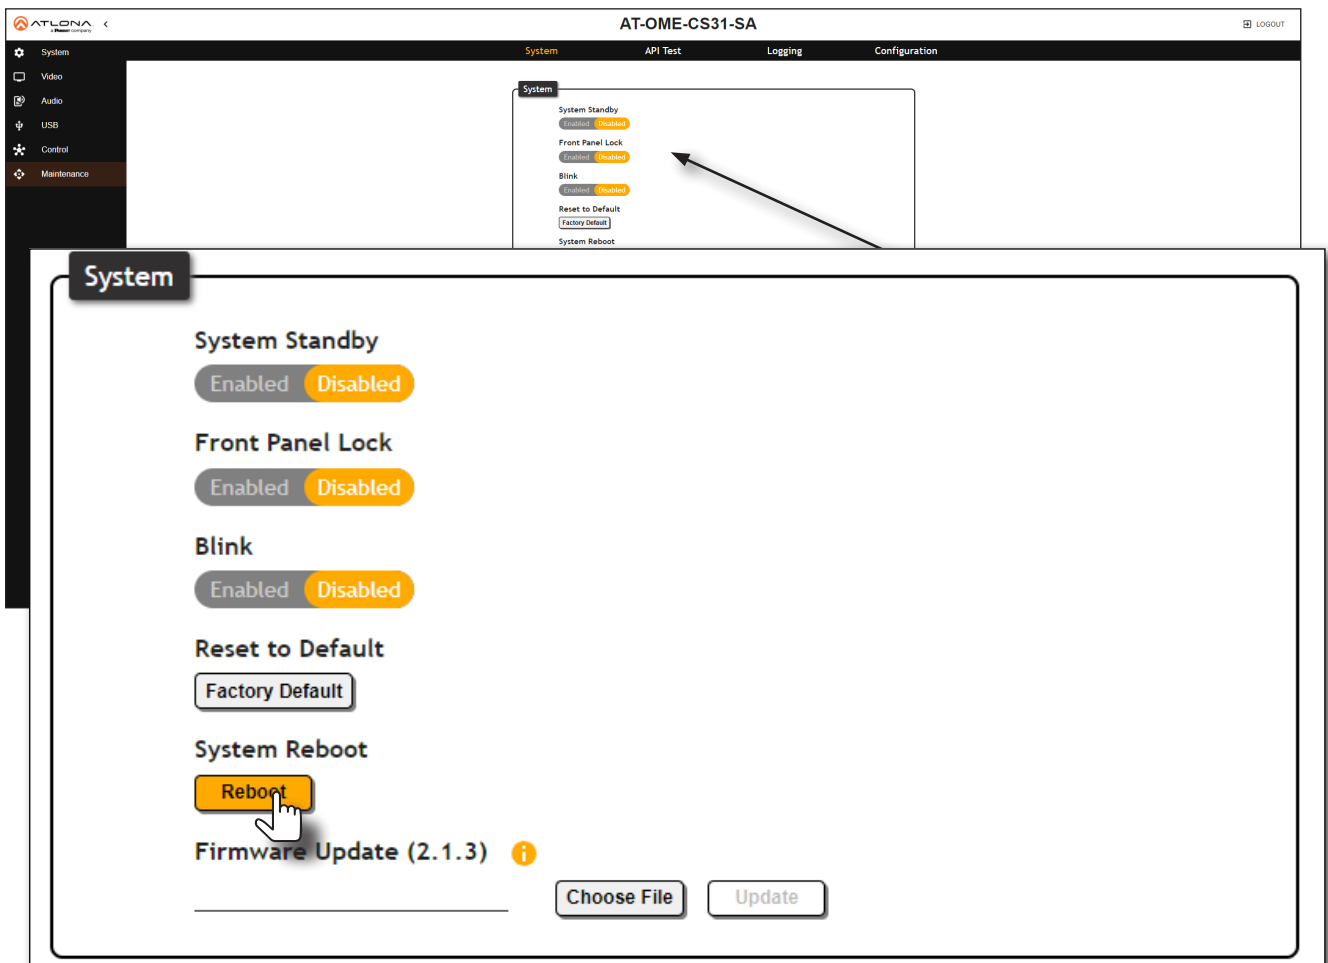 ATLONA
AT-OME-CS31-SA
LOGOUT
a Panduit company
System
System
API Test
Logging
Configuration
Video
Audio
USB
Control
Maintenance
System
System Standby
Enabled Disabled
Front Panel Lock
Enabled Disabled
Blink
Enabled Disabled
Reset to Default
Factory Default
System Reboot
System
System Standby
Enabled Disabled
Front Panel Lock
Enabled Disabled
Blink
Enabled Disabled
Reset to Default
Factory Default
System Reboot
Reboot
Firmware Update (2.1.3)
Choose File
Update